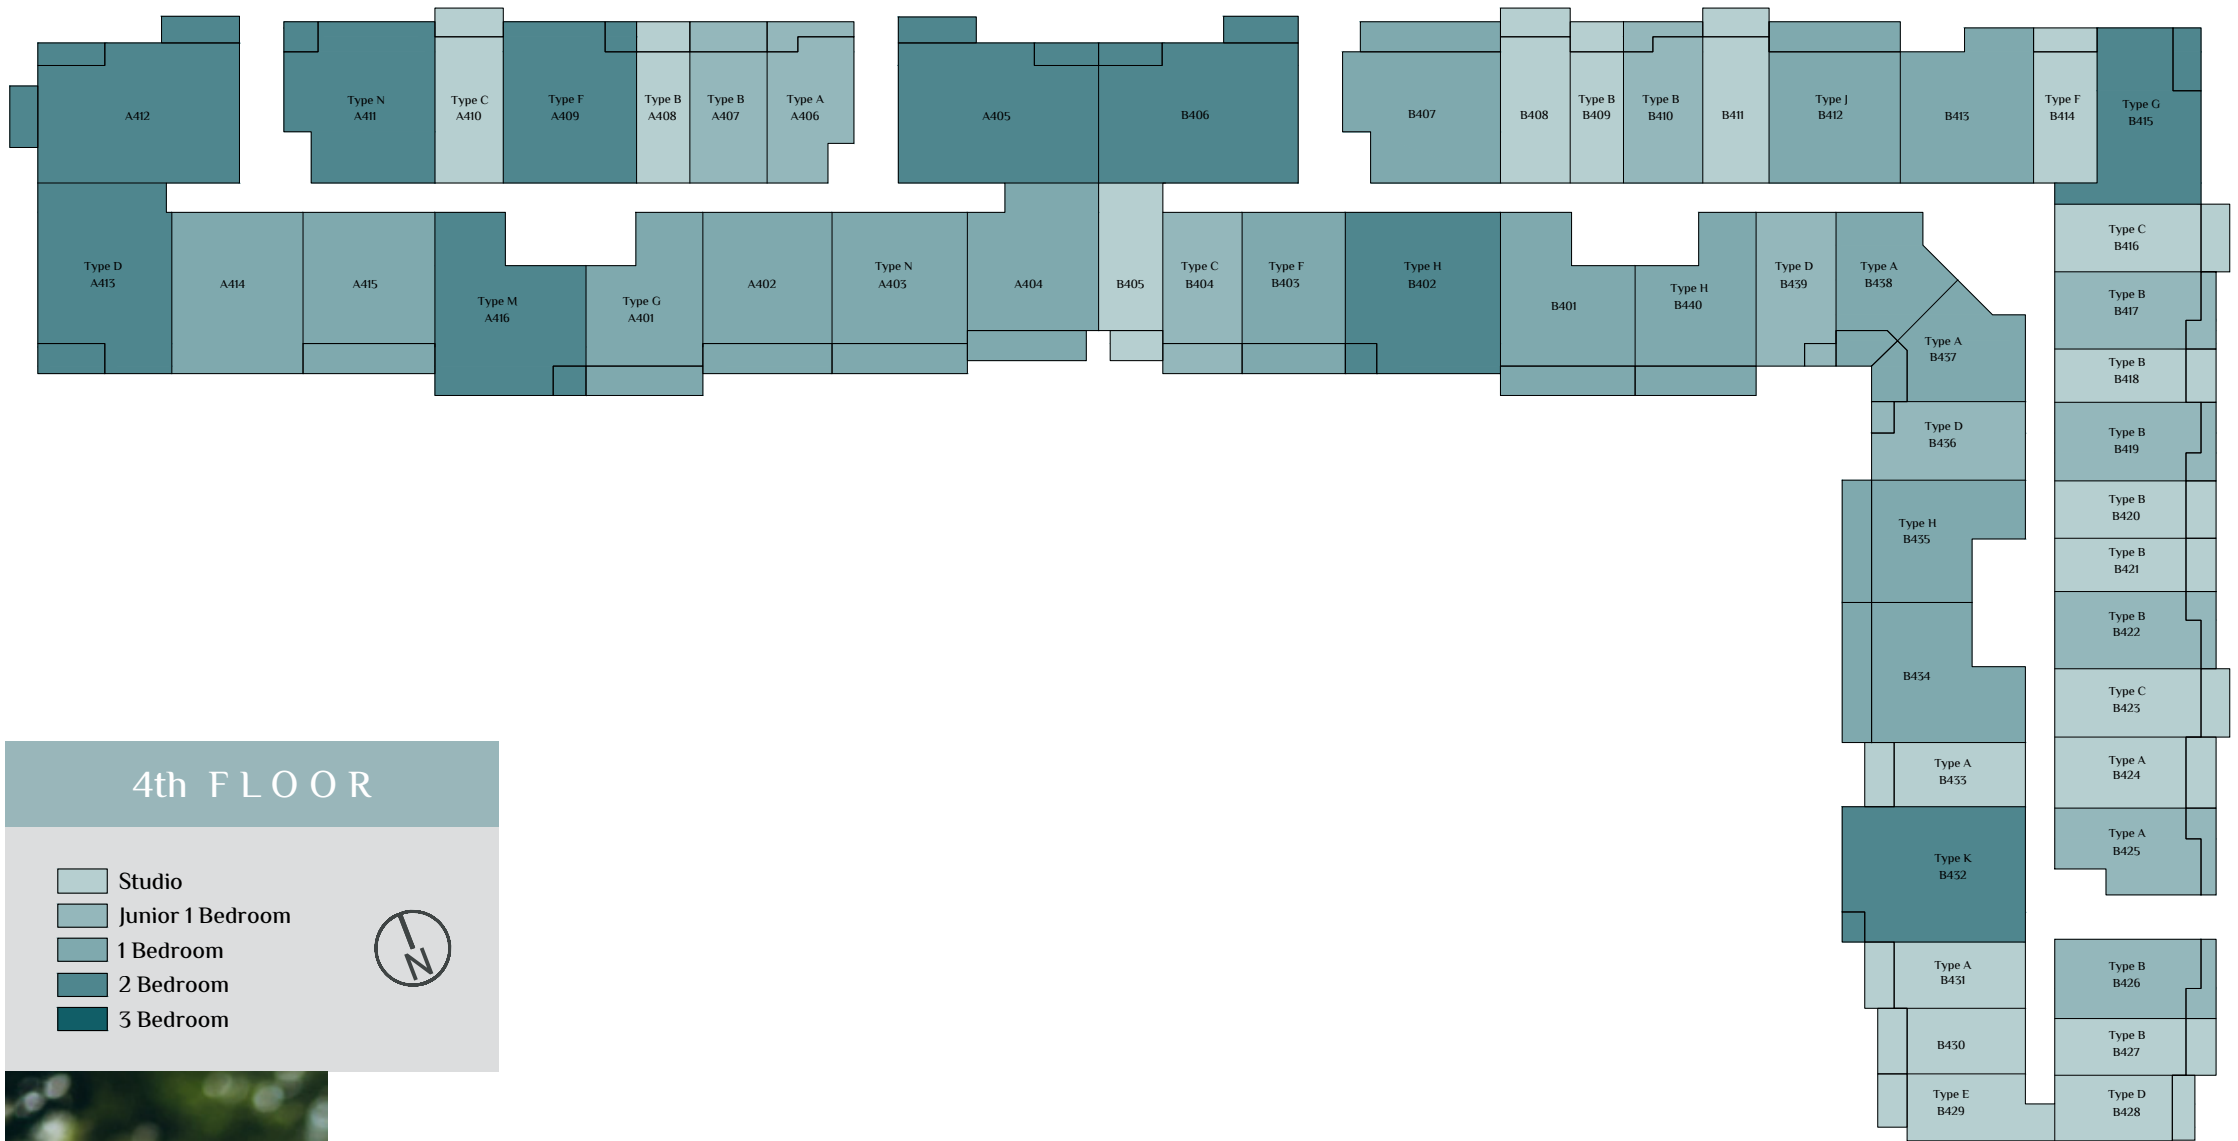 A412
Type N
A411
Type C
A410
Type F
A409
Type B
A408
Type B
A407
Type A
A406
A405
B406
B407
B408
Type B
B409
Type B
B410
B411
Type J
B412
B413
Type F
B414
Type G
B415
Type D
A413
A414
A415
Type M
A416
Type G
A401
A402
Type N
A403
A404
B405
Type C
B404
Type F
B403
Type H
B402
B401
Type H
B440
Type D
B439
Type A
B438
Type A
B437
Type D
B436
Type H
B435
B434
Type A
B433
Type K
B432
Type A
B431
B430
Type E
B429
Type C
B416
Type B
B417
Type B
B418
Type B
B419
Type B
B420
Type B
B421
Type B
B422
Type C
B423
Type A
B424
Type A
B425
Type B
B426
Type B
B427
Type D
B428
4th FLOOR
Studio
Junior 1 Bedroom
1 Bedroom
2 Bedroom
3 Bedroom
N